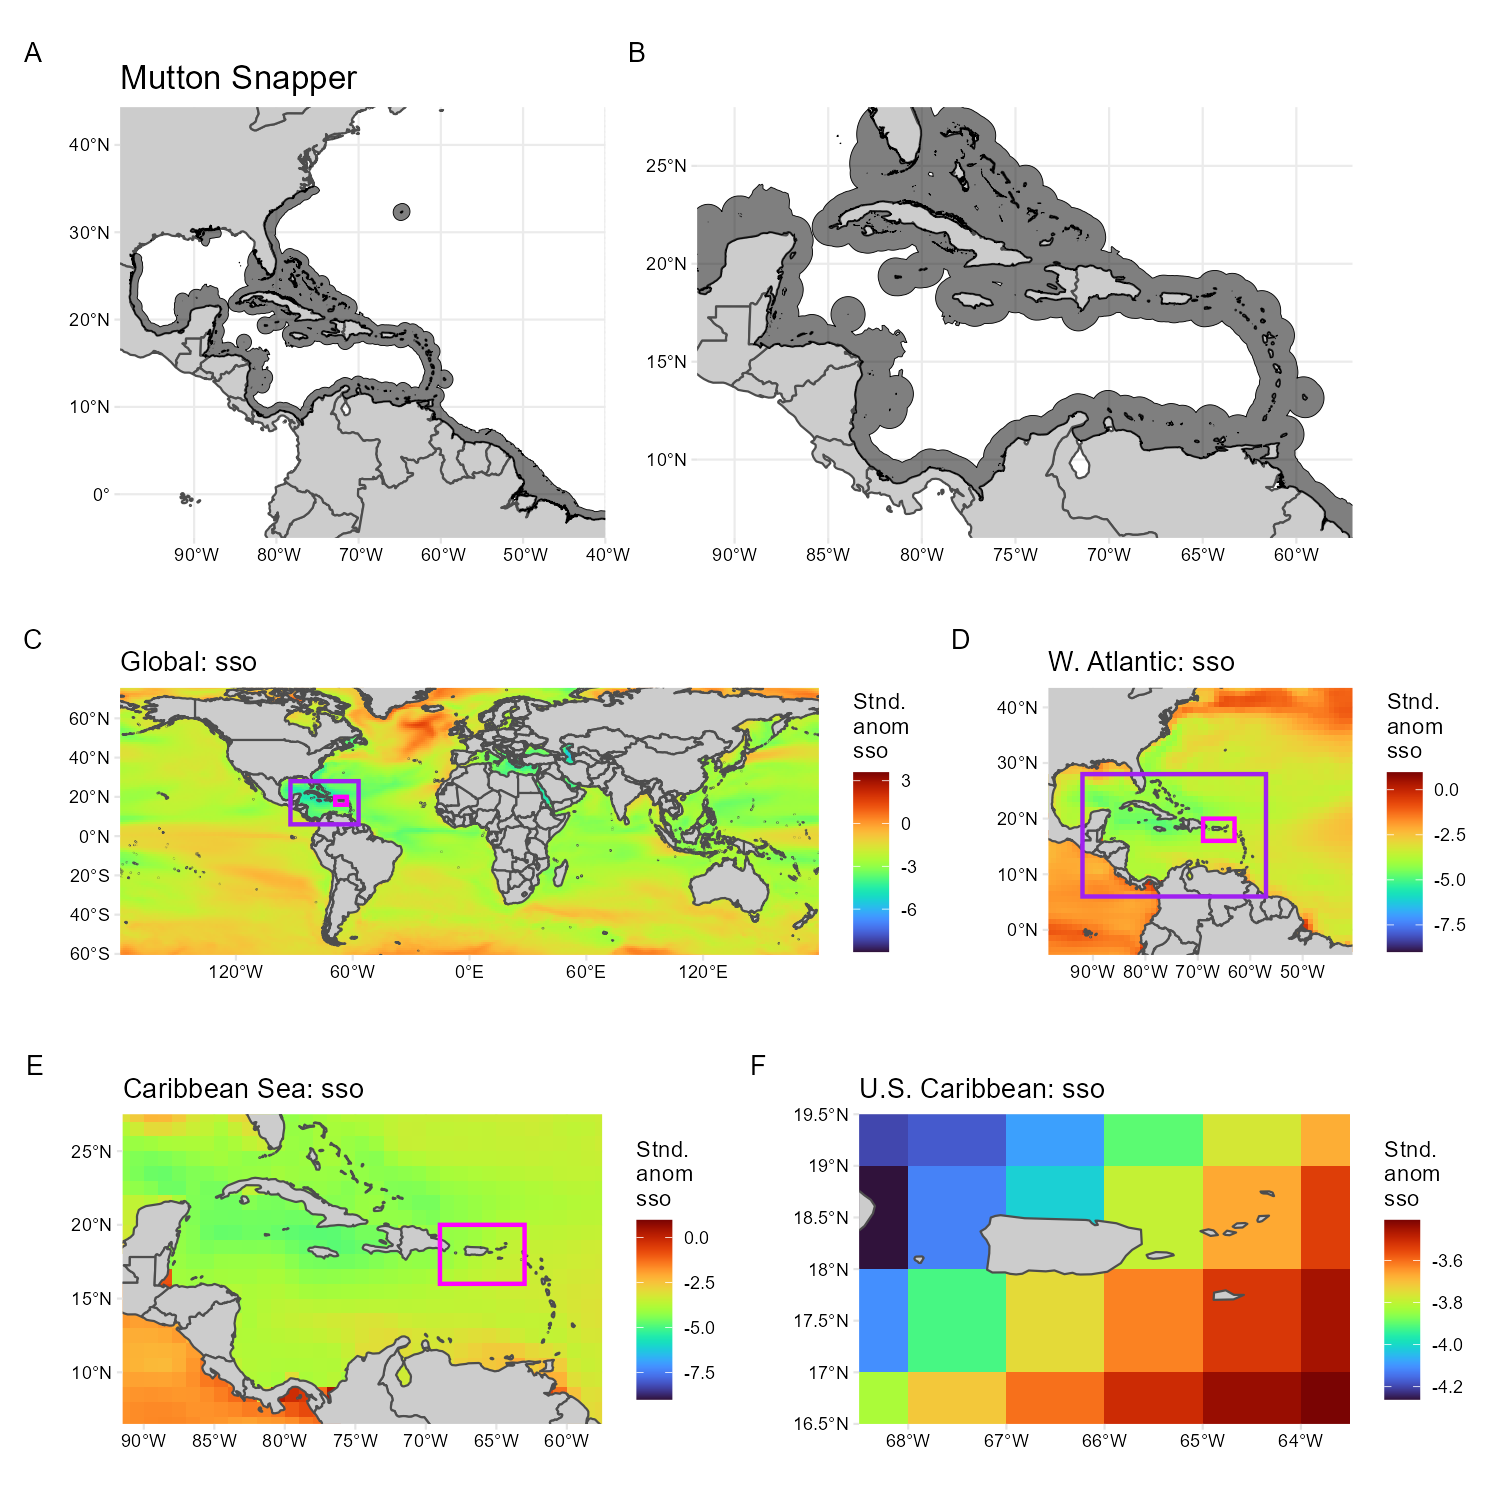 A
B
Mutton Snapper
40°N
30°N
20°N
10°N
0°
90°W 80°W 70°W 60°W 50°W 40°W
25°N
20°N
15°N
10°N
90°W 85°W 80°W 75°W 70°W 65°W 60°W
C
D
Global: sso
60°N
40°N
20°N
0°N
20°S
40°S
60°S
120°W 60°W 0°E 60°E 120°E
Stnd.
anom
sso
3
0
-3
-6
W. Atlantic: sso
40°N
30°N
20°N
10°N
0°N
90°W 80°W 70°W 60°W 50°W
Stnd.
anom
sso
0.0
-2.5
-5.0
-7.5
E
F
Caribbean Sea: sso
25°N
20°N
15°N
10°N
90°W 85°W 80°W 75°W 70°W 65°W 60°W
Stnd.
anom
sso
0.0
-2.5
-5.0
-7.5
U.S. Caribbean: sso
19.5°N
19°N
18.5°N
18°N
17.5°N
17°N
16.5°N
68°W 67°W 66°W 65°W 64°W
Stnd.
anom
sso
-3.6
-3.8
-4.0
-4.2